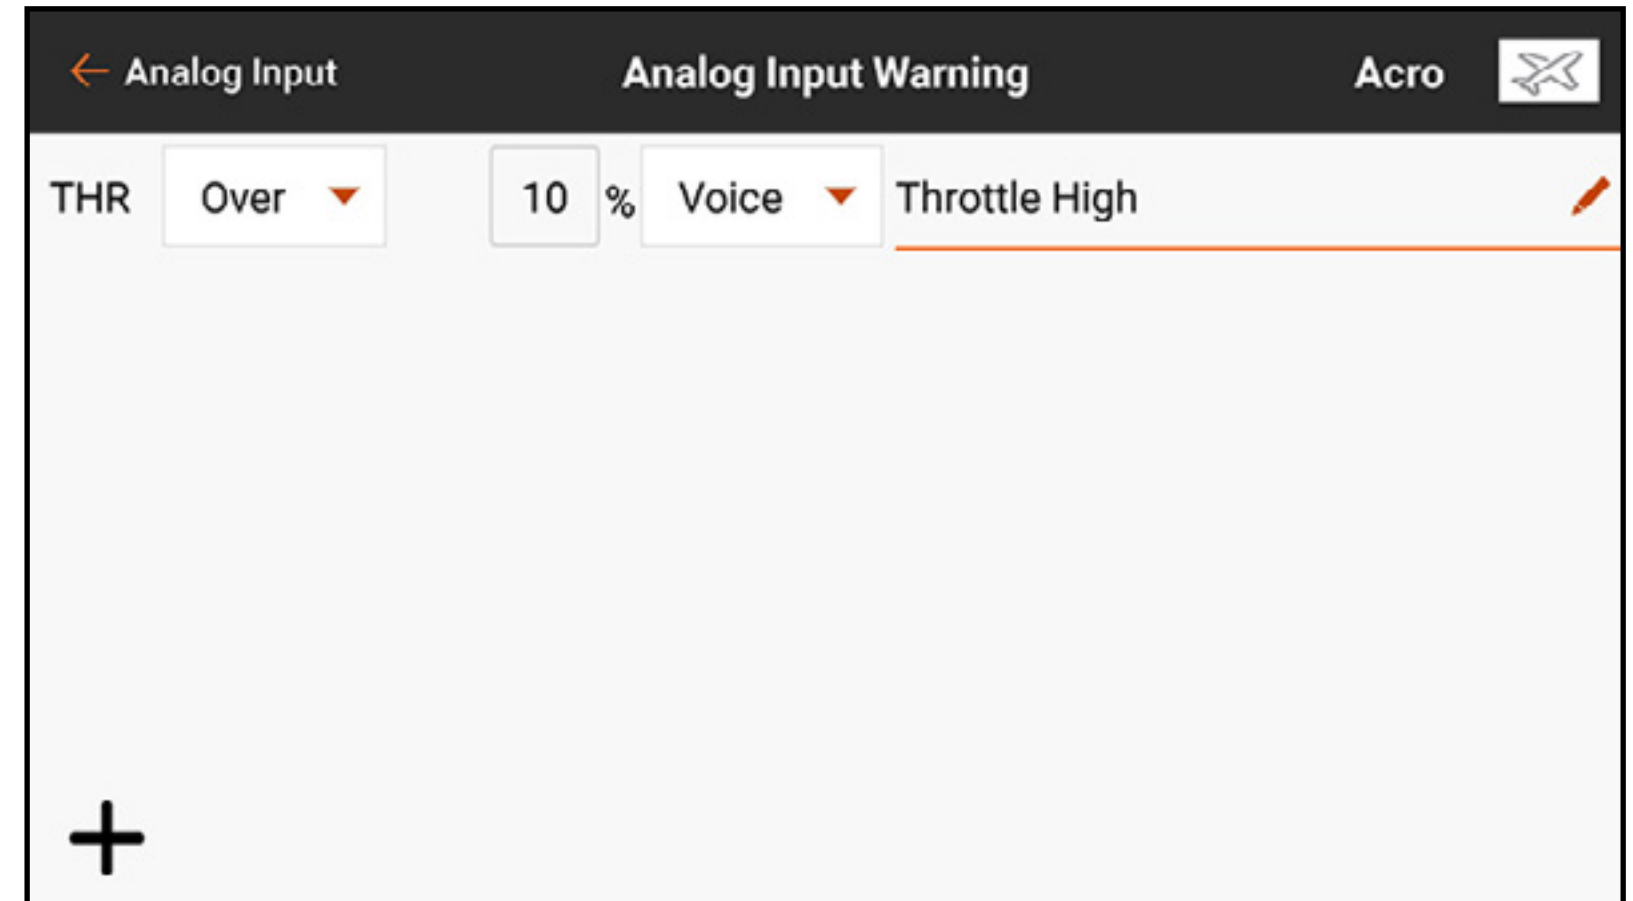 Analog Input Analog Input Warning Acro
THR Over 10 % Voice Throttle High